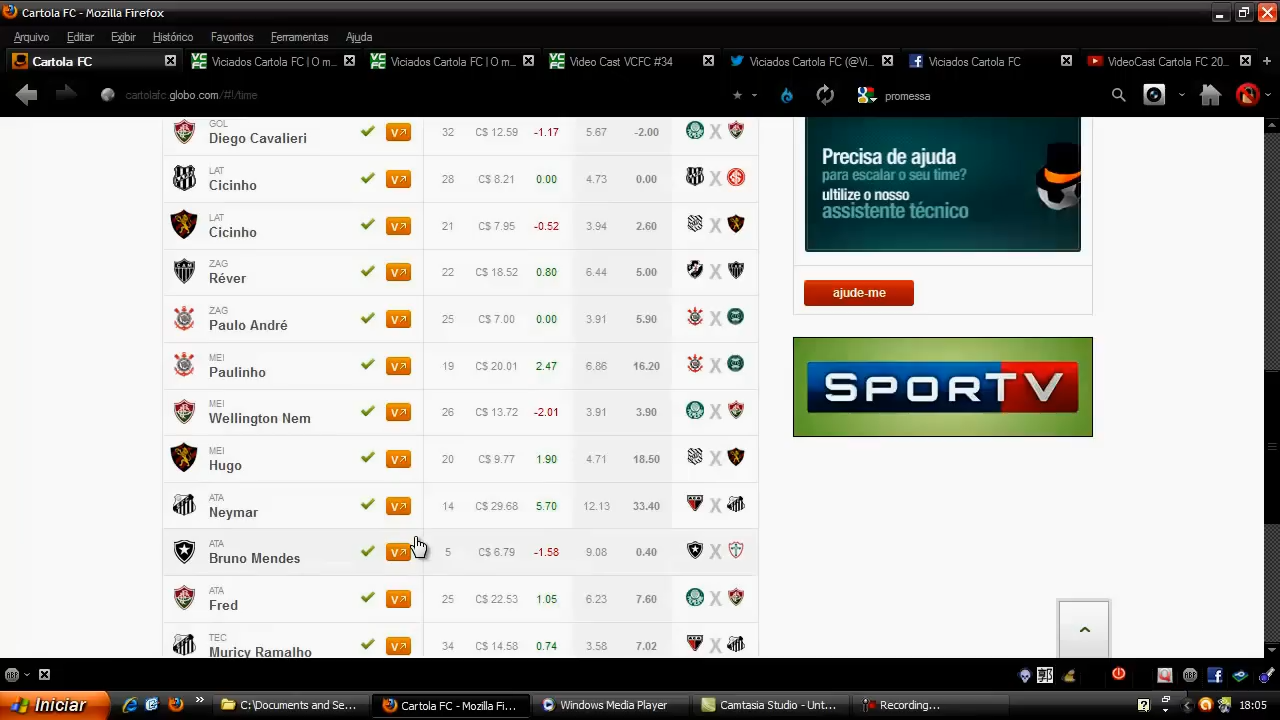 Cartola FC - Mozilla Firefox
Arquivo Editar Exibir Histórico Favoritos Ferramentas Ajuda
Cartola FC
VC FC Viciados Cartola FC | O m...
VC FC Viciados Cartola FC | O m...
VC FC Video Cast VCFC #34
Viciados Cartola FC (@Vi...
Viciados Cartola FC
VideoCast Cartola FC 20...
cartolafc.globo.com/#!/time
promessa
GOL
Diego Cavalieri V 32 C$ 12.59 -1.17 5.67 -2.00 X
LAT
Cicinho V 28 C$ 8.21 0.00 4.73 0.00 X
LAT
Cicinho V 21 C$ 7.95 -0.52 3.94 2.60 X
ZAG
Réver V 22 C$ 18.52 0.80 6.44 5.00 X
ZAG
Paulo André V 25 C$ 7.00 0.00 3.91 5.90 X
MEI
Paulinho V 19 C$ 20.01 2.47 6.86 16.20 X
MEI
Wellington Nem V 26 C$ 13.72 -2.01 3.91 3.90 X
MEI
Hugo V 20 C$ 9.77 1.90 4.71 18.50 X
ATA
Neymar V 14 C$ 29.68 5.70 12.13 33.40 X
ATA
Bruno Mendes V 5 C$ 6.79 -1.58 9.08 0.40 X
ATA
Fred V 25 C$ 22.53 1.05 6.23 7.60 X
TEC
Muricy Ramalho V 34 C$ 14.58 0.74 3.58 7.02 X
Precisa de ajuda
para escalar o seu time?
ultilize o nosso
assistente técnico
ajude-me
SPORTV
Iniciar
C:\Documents and Se...
Cartola FC - Mozilla Fi...
Windows Media Player
Camtasia Studio - Unt...
Recording...
18:05